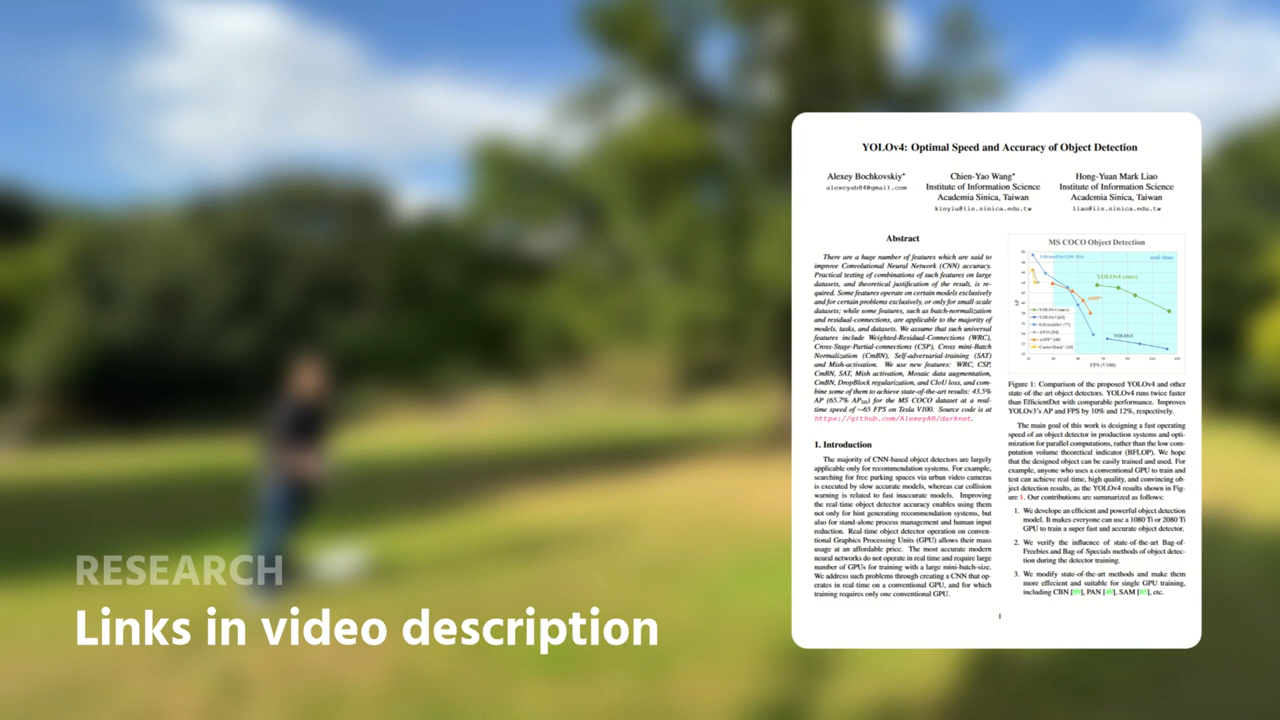 RESEARCH
Links in video description
YOLOv4: Optimal Speed and Accuracy of Object Detection
Alexey Bochkovskiy*
alexeyab84@gmail.com
Chien-Yao Wang*
Institute of Information Science
Academia Sinica, Taiwan
kinyiu@iis.sinica.edu.tw
Hong-Yuan Mark Liao
Institute of Information Science
Academia Sinica, Taiwan
liao@iis.sinica.edu.tw
Abstract
There are a huge number of features which are said to
improve Convolutional Neural Network (CNN) accuracy.
Practical testing of combinations of such features on large
datasets, and theoretical justification of the result, is re-
quired. Some features operate on certain models exclusively
and for certain problems exclusively, or only for small-scale
datasets; while some features, such as batch-normalization
and residual-connections, are applicable to the majority of
models, tasks, and datasets. We assume that such universal
features include Weighted-Residual-Connections (WRC),
Cross-Stage-Partial-connections (CSP), Cross mini-Batch
Normalization (CmBN), Self-adversarial-training (SAT)
and Mish-activation. We use new features: WRC, CSP,
CmBN, SAT, Mish activation, Mosaic data augmentation,
CmBN, DropBlock regularization, and CIoU loss, and com-
bine some of them to achieve state-of-the-art results: 43.5%
AP (65.7% AP50) for the MS COCO dataset at a real-
time speed of ~65 FPS on Tesla V100. Source code is at
https://github.com/AlexeyAB/darknet.
1. Introduction
The majority of CNN-based object detectors are largely
applicable only for recommendation systems. For example,
searching for free parking spaces via urban video cameras
is executed by slow accurate models, whereas car collision
warning is related to fast inaccurate models. Improving
the real-time object detector accuracy enables using them
not only for hint generating recommendation systems, but
also for stand-alone process management and human input
reduction. Real-time object detector operation on conven-
tional Graphics Processing Units (GPU) allows their mass
usage at an affordable price. The most accurate modern
neural networks do not operate in real time and require large
number of GPUs for training with a large mini-batch-size.
We address such problems through creating a CNN that op-
erates in real-time on a conventional GPU, and for which
training requires only one conventional GPU.
MS COCO Object Detection
real-time
YOLOv4 (ours)
YOLOv3
AP
FPS (V100)
Figure 1: Comparison of the proposed YOLOv4 and other
state-of-the-art object detectors. YOLOv4 runs twice faster
than EfficientDet with comparable performance. Improves
YOLOv3's AP and FPS by 10% and 12%, respectively.
The main goal of this work is designing a fast operating
speed of an object detector in production systems and opti-
mization for parallel computations, rather than the low com-
putation volume theoretical indicator (BFLOP). We hope
that the designed object can be easily trained and used. For
example, anyone who uses a conventional GPU to train and
test can achieve real-time, high quality, and convincing ob-
ject detection results, as the YOLOv4 results shown in Fig-
ure 1. Our contributions are summarized as follows:
1. We develop an efficient and powerful object detection
model. It makes everyone can use a 1080 Ti or 2080 Ti
GPU to train a super fast and accurate object detector.
2. We verify the influence of state-of-the-art Bag-of-
Freebies and Bag-of-Specials methods of object detec-
tion during the detector training.
3. We modify state-of-the-art methods and make them
more effecient and suitable for single GPU training,
including CBN, PAN, SAM, etc.
1